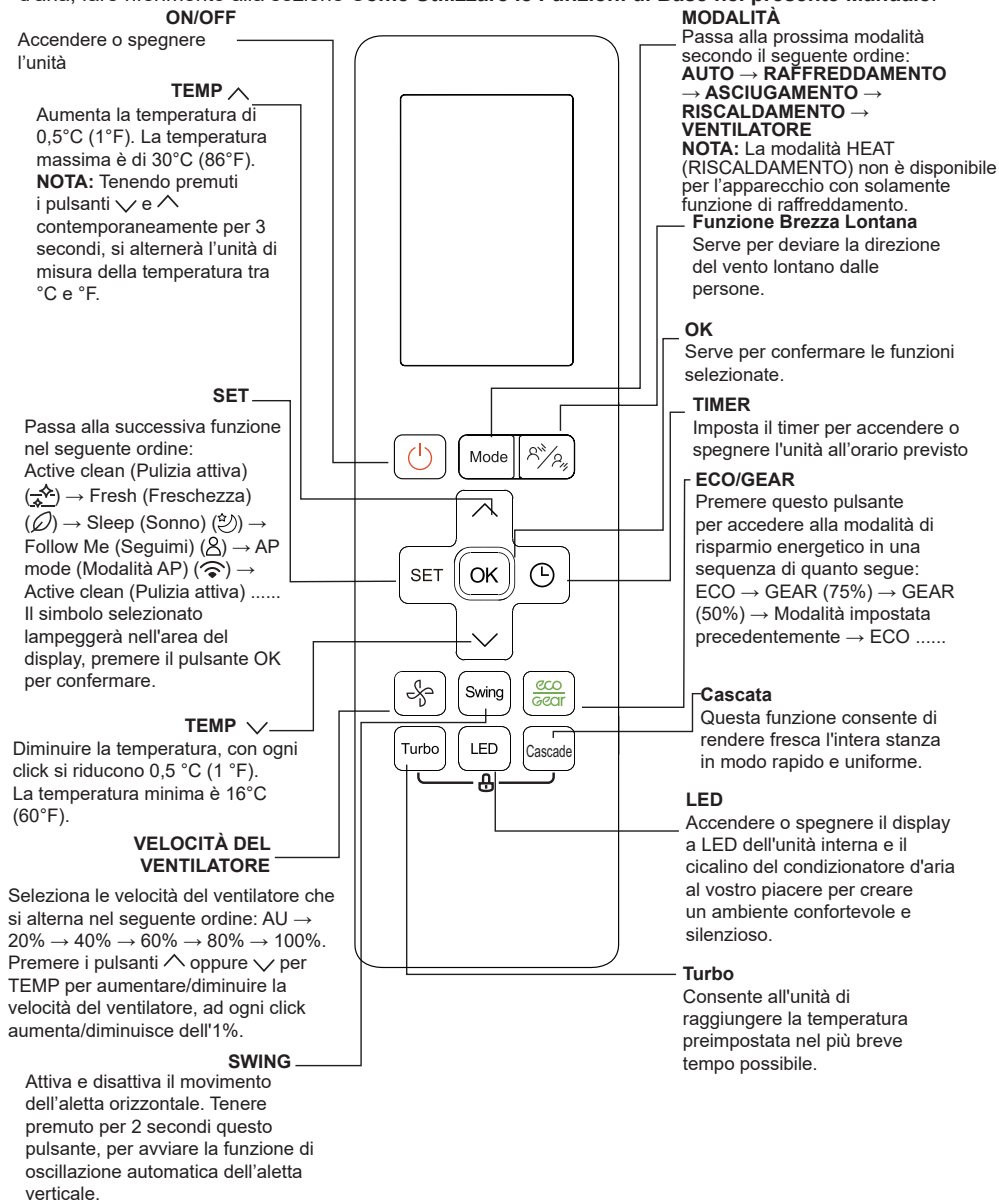 d'aria, fare riferimento alla sezione Come Utilizzare le Funzioni di Base nel presente Manuale.
ON/OFF
Accendere o spegnere
l'unità
TEMP
Aumenta la temperatura di
0,5°C (1°F). La temperatura
massima è di 30°C (86°F).
NOTA: Tenendo premuti
i pulsanti e
contemporaneamente per 3
secondi, si alternerà l'unità di
misura della temperatura tra
°C e °F.
SET
Passa alla successiva funzione
nel seguente ordine:
Active clean (Pulizia attiva)
( ) → Fresh (Freschezza)
( ) → Sleep (Sonno) ( ) →
Follow Me (Seguimi) ( ) → AP
mode (Modalità AP) ( ) →
Active clean (Pulizia attiva) ......
Il simbolo selezionato
lampeggerà nell'area del
display, premere il pulsante OK
per confermare.
TEMP
Diminuire la temperatura, con ogni
click si riducono 0,5 °C (1 °F).
La temperatura minima è 16°C
(60°F).
VELOCITÀ DEL
VENTILATORE
Seleziona le velocità del ventilatore che
si alterna nel seguente ordine: AU →
20% → 40% → 60% → 80% → 100%.
Premere i pulsanti oppure per
TEMP per aumentare/diminuire la
velocità del ventilatore, ad ogni click
aumenta/diminuisce dell'1%.
SWING
Attiva e disattiva il movimento
dell'aletta orizzontale. Tenere
premuto per 2 secondi questo
pulsante, per avviare la funzione di
oscillazione automatica dell'aletta
verticale.
Mode
SET
OK
Swing
eco
Gear
Turbo
LED
Cascade
MODALITÀ
Passa alla prossima modalità
secondo il seguente ordine:
AUTO → RAFFREDDAMENTO
→ ASCIUGAMENTO →
RISCALDAMENTO →
VENTILATORE
NOTA: La modalità HEAT
(RISCALDAMENTO) non è disponibile
per l'apparecchio con solamente
funzione di raffreddamento.
Funzione Brezza Lontana
Serve per deviare la direzione
del vento lontano dalle
persone.
OK
Serve per confermare le funzioni
selezionate.
TIMER
Imposta il timer per accendere o
spegnere l'unità all'orario previsto
ECO/GEAR
Premere questo pulsante
per accedere alla modalità di
risparmio energetico in una
sequenza di quanto segue:
ECO → GEAR (75%) → GEAR
(50%) → Modalità impostata
precedentemente → ECO ......
Cascata
Questa funzione consente di
rendere fresca l'intera stanza
in modo rapido e uniforme.
LED
Accendere o spegnere il display
a LED dell'unità interna e il
cicalino del condizionatore d'aria
al vostro piacere per creare
un ambiente confortevole e
silenzioso.
Turbo
Consente all'unità di
raggiungere la temperatura
preimpostata nel più breve
tempo possibile.